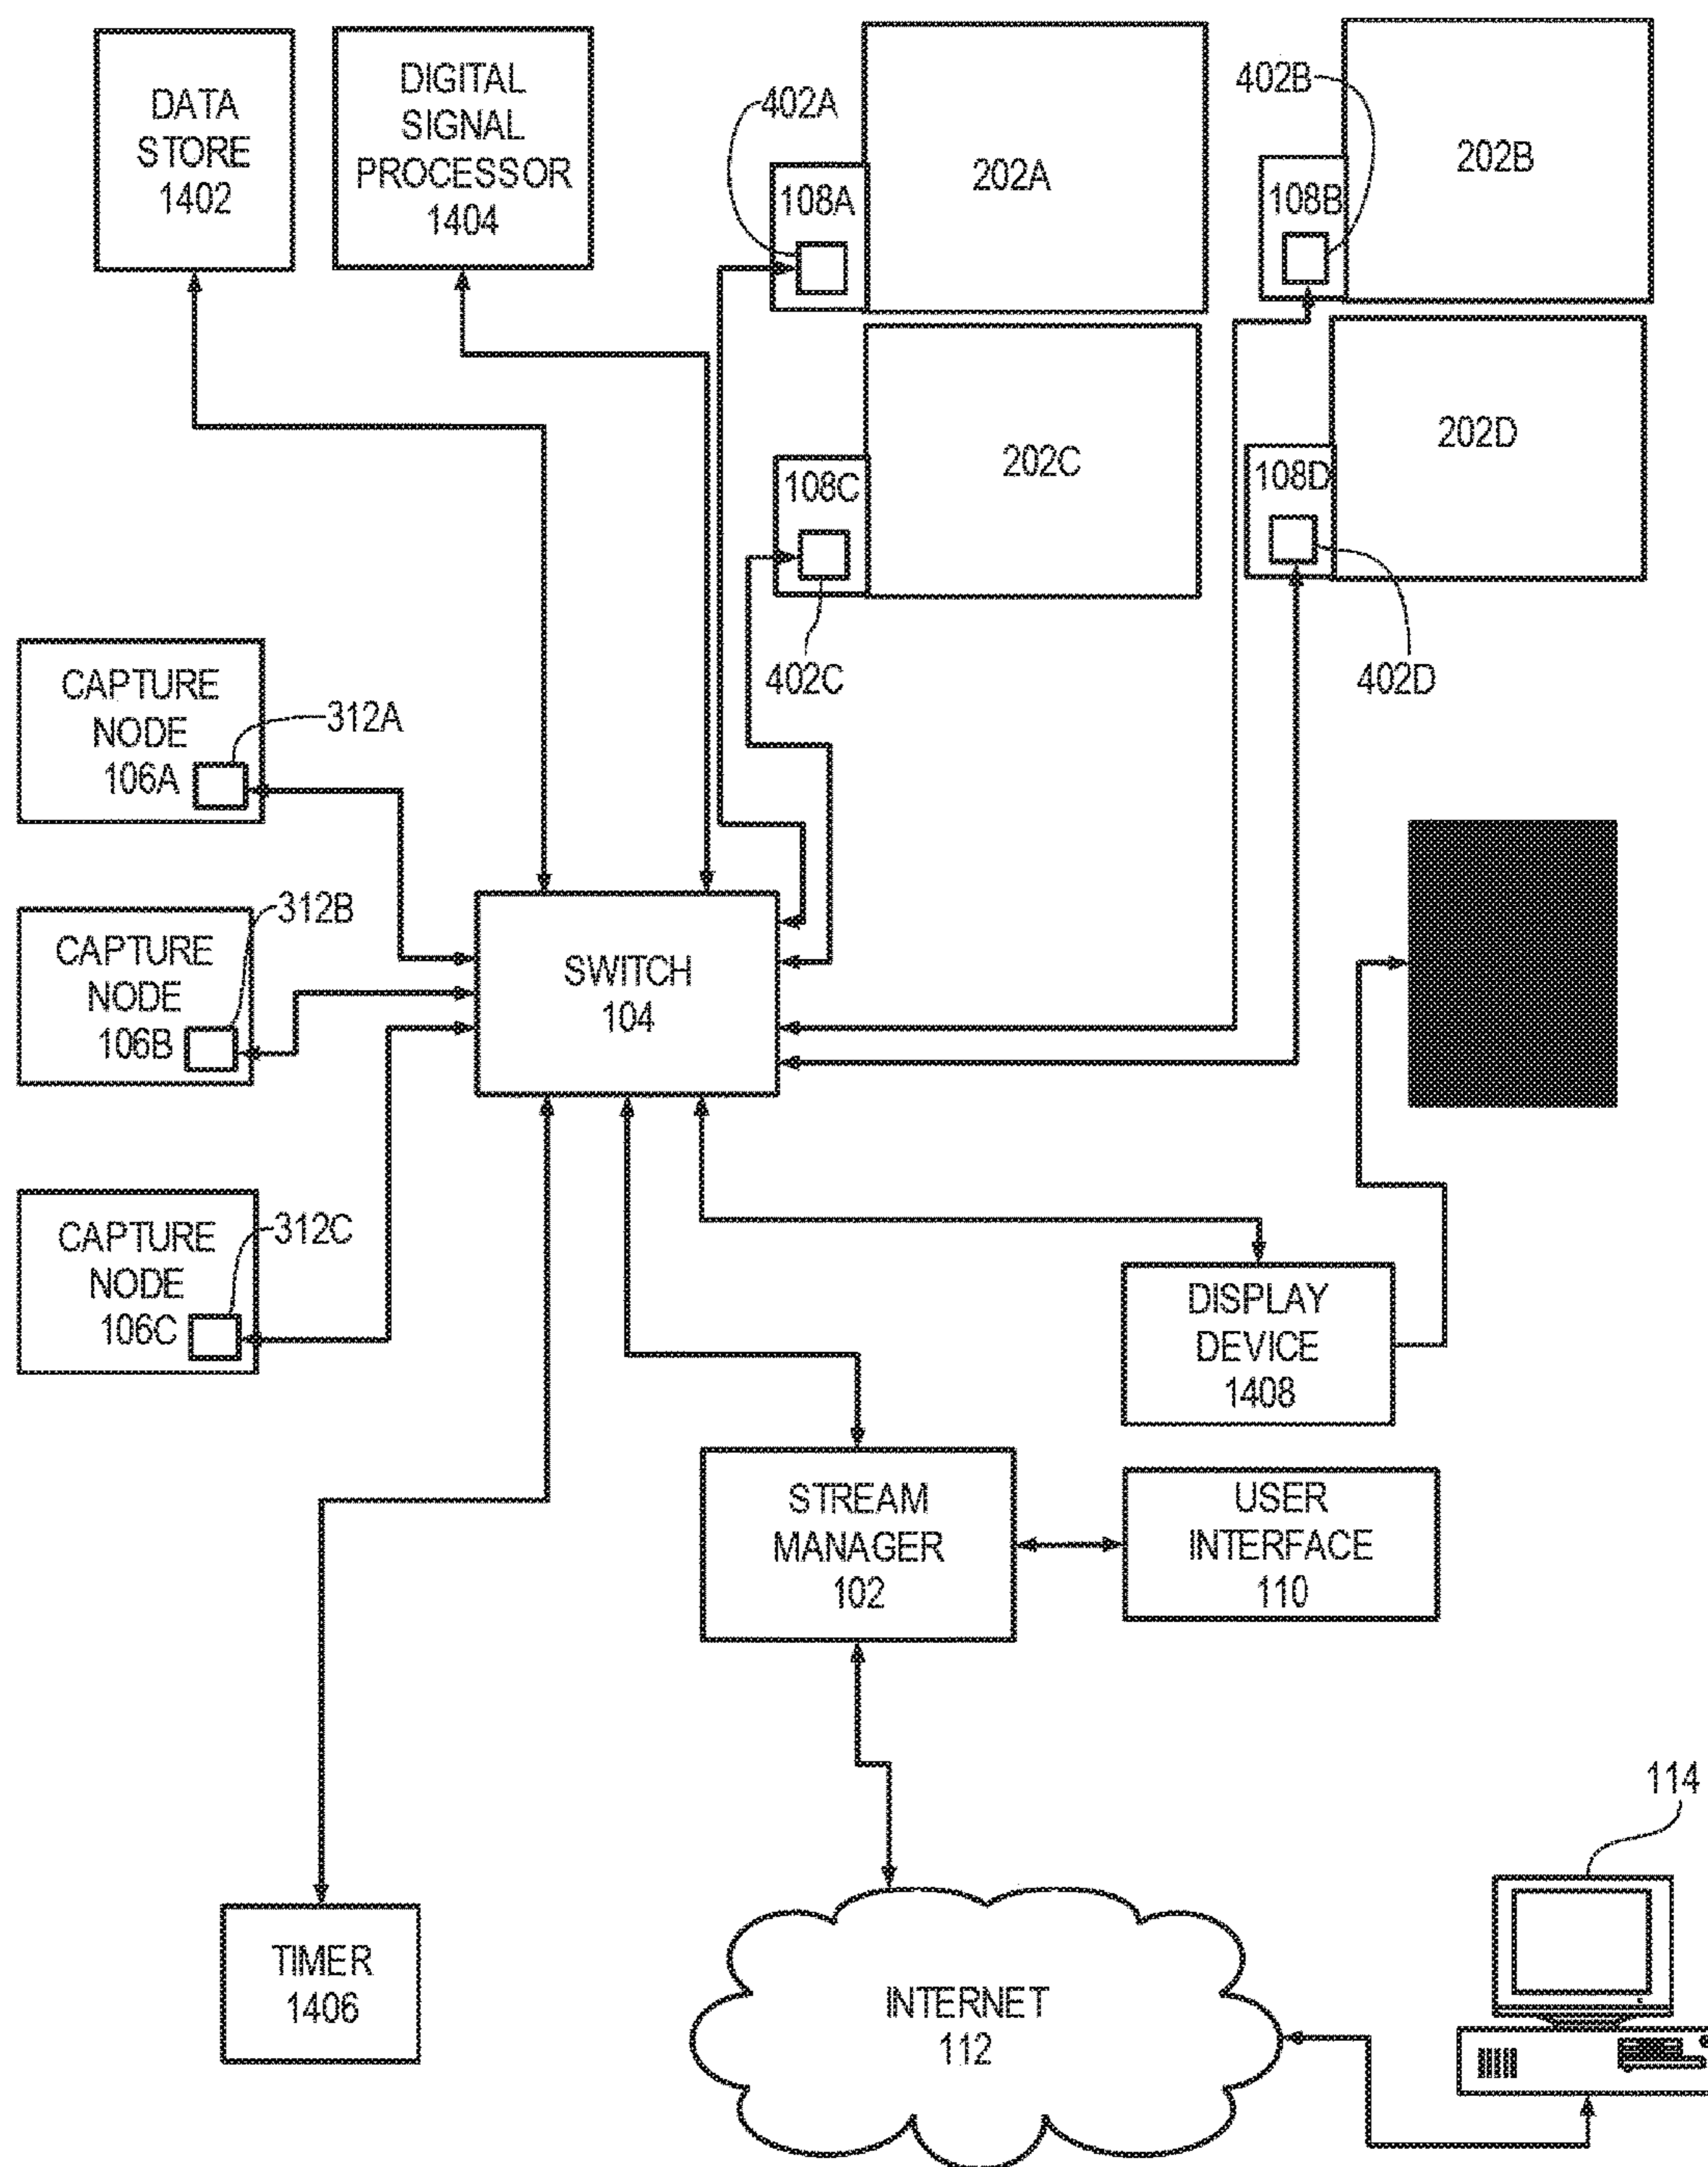 DATA
STORE
1402
DIGITAL
SIGNAL
PROCESSOR
1404
402A
108A
202A
402B
108B
202B
108C
202C
402C
108D
202D
402D
CAPTURE
NODE
106A
312A
CAPTURE
NODE
106B
312B
CAPTURE
NODE
106C
312C
SWITCH
104
DISPLAY
DEVICE
1408
STREAM
MANAGER
102
USER
INTERFACE
110
TIMER
1406
INTERNET
112
114